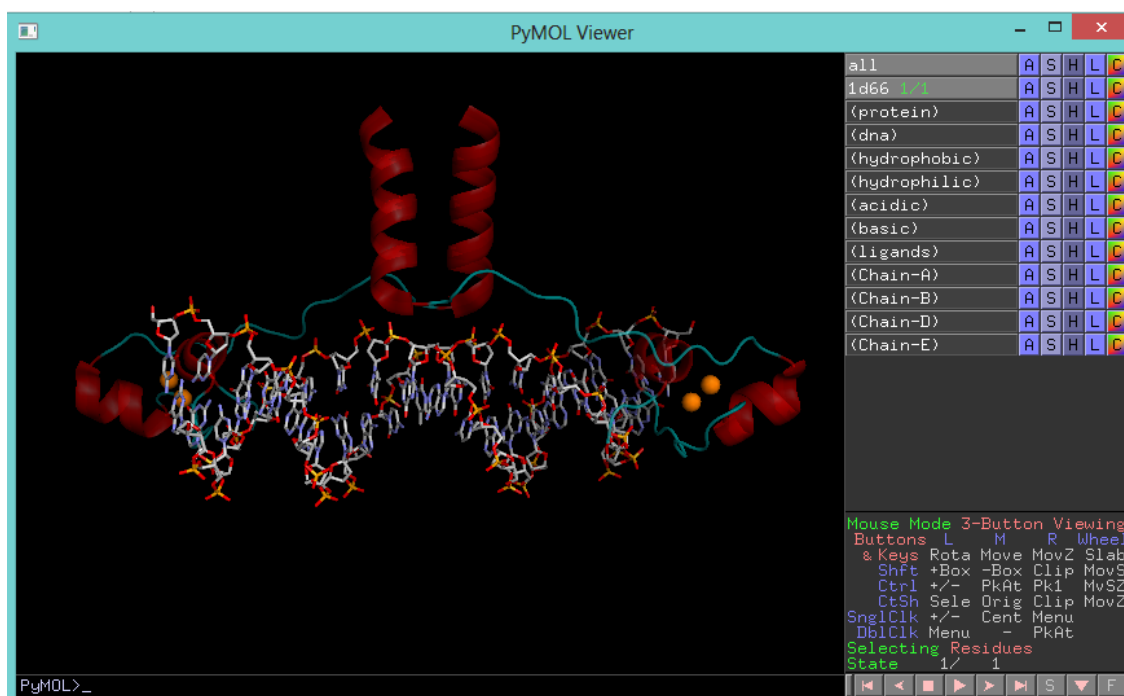 PyMOL Viewer
all A S H L C
1d66 1/1 A S H L C
(protein) A S H L C
(dna) A S H L C
(hydrophobic) A S H L C
(hydrophilic) A S H L C
(acidic) A S H L C
(basic) A S H L C
(ligands) A S H L C
(Chain-A) A S H L C
(Chain-B) A S H L C
(Chain-D) A S H L C
(Chain-E) A S H L C
Mouse Mode 3-Button Viewing
Buttons L M R Wheel
& Keys Rota Move MovZ Slab
Shft +Box -Box Clip MovS
Ctrl +/- PkAt Pk1 MvSZ
CtSh Sele Orig Clip MovZ
SnglClk +/- Cent Menu
DblClk Menu - PkAt
Selecting Residues
State 1/ 1
S F
PyMOL>_